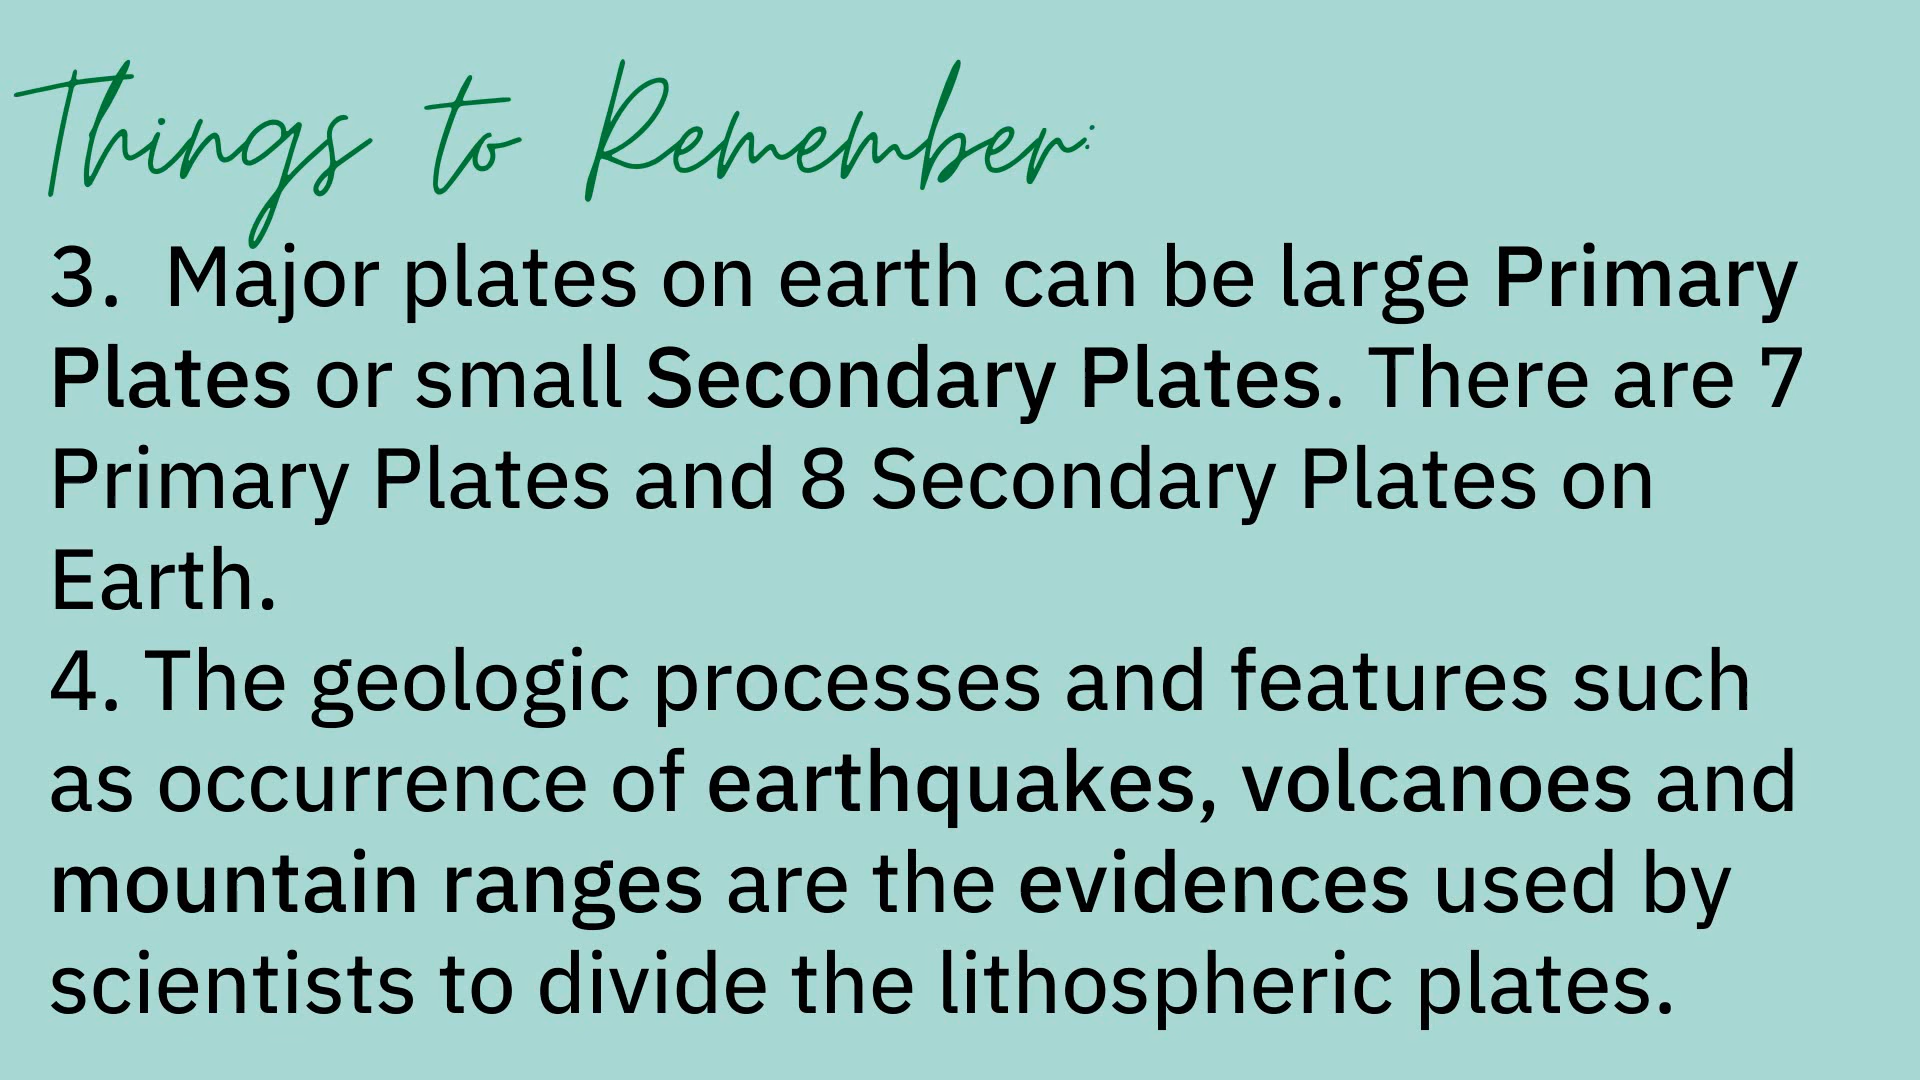 Things to Remember:
3. Major plates on earth can be large Primary
Plates or small Secondary Plates. There are 7
Primary Plates and 8 Secondary Plates on
Earth.
4. The geologic processes and features such
as occurrence of earthquakes, volcanoes and
mountain ranges are the evidences used by
scientists to divide the lithospheric plates.